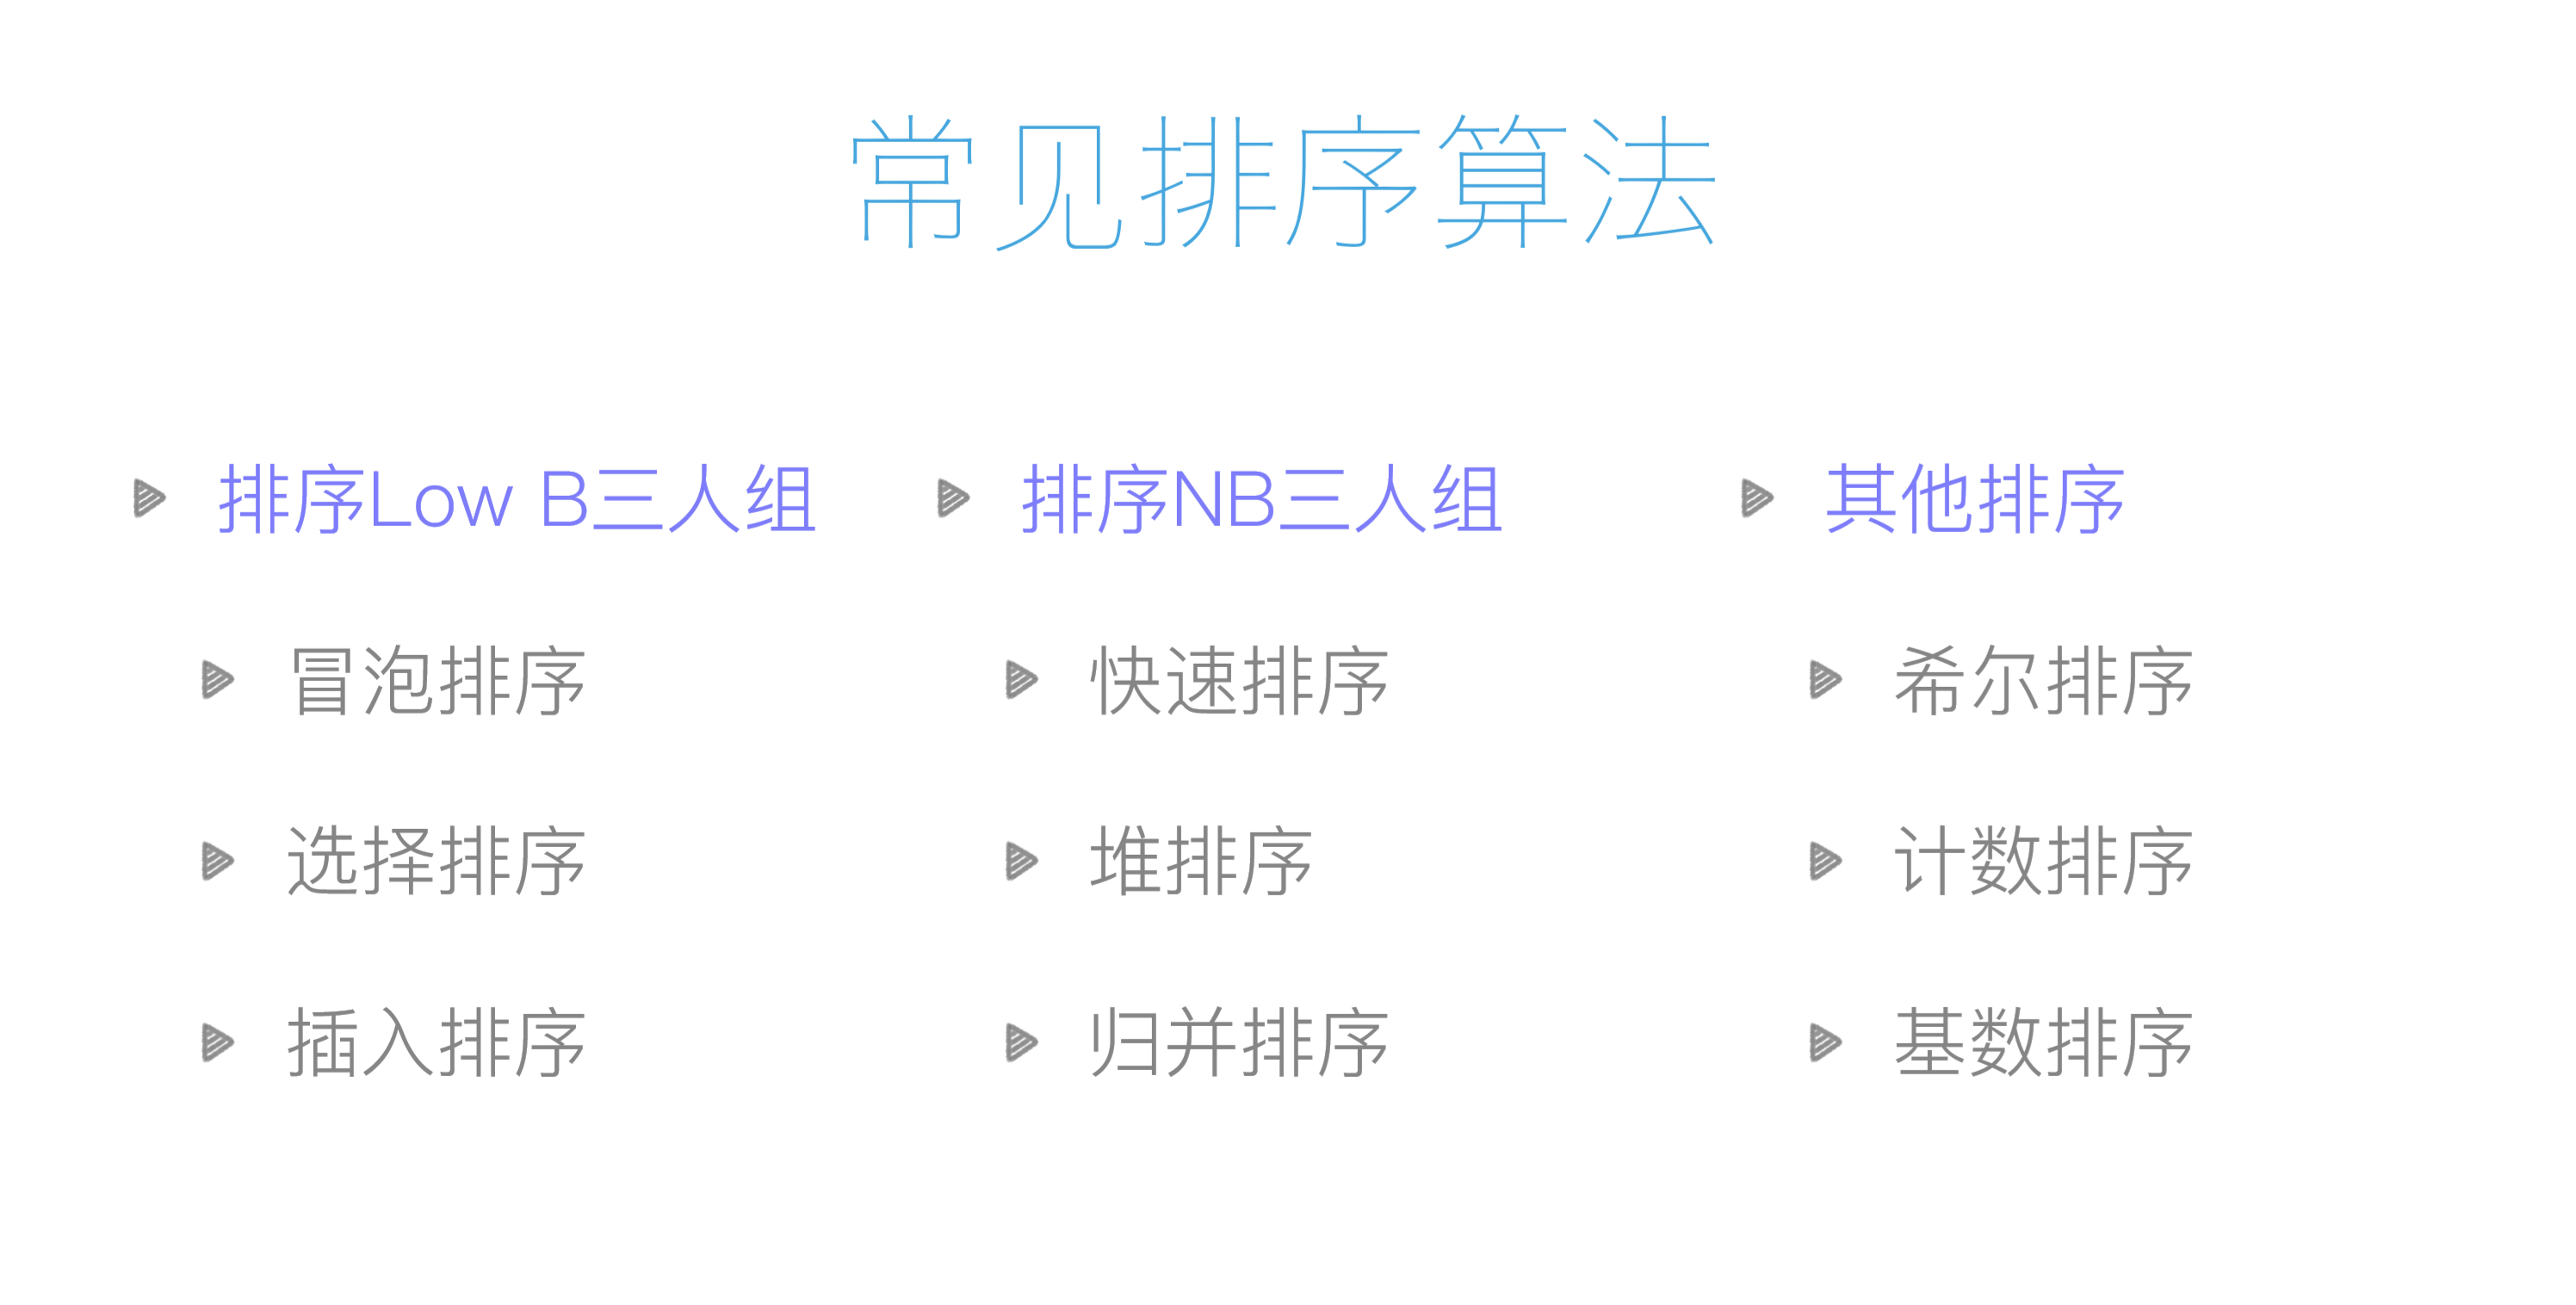 常见排序算法
排序Low B三人组
冒泡排序
选择排序
插入排序
排序NB三人组
快速排序
堆排序
归并排序
其他排序
希尔排序
计数排序
基数排序